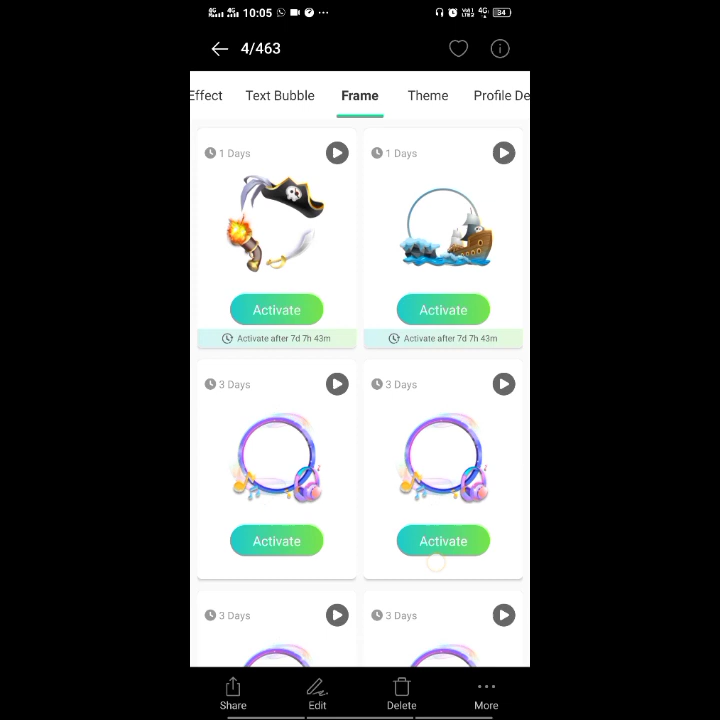 10:05
84
4/463
Effect Text Bubble Frame Theme Profile De
1 Days 1 Days
Activate Activate
Activate after 7d 7h 43m Activate after 7d 7h 43m
3 Days 3 Days
Activate Activate
3 Days 3 Days
Share Edit Delete More